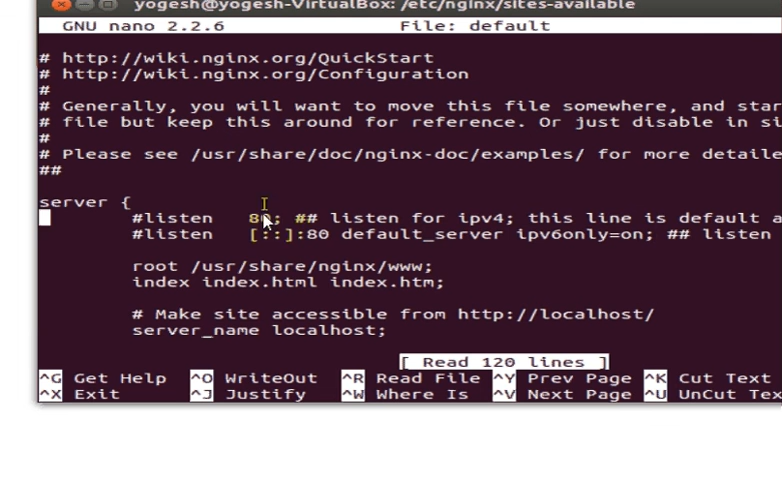 yogesh@yogesh-VirtualBox: /etc/nginx/sites-available
GNU nano 2.2.6 File: default
# http://wiki.nginx.org/QuickStart
# http://wiki.nginx.org/Configuration
#
# Generally, you will want to move this file somewhere, and star
# file but keep this around for reference. Or just disable in si
#
# Please see /usr/share/doc/nginx-doc/examples/ for more detaile
##
server {
#listen 80; ## listen for ipv4; this line is default a
#listen [::]:80 default_server ipv6only=on; ## listen
root /usr/share/nginx/www;
index index.html index.htm;
# Make site accessible from http://localhost/
server_name localhost;
[ Read 120 lines ]
^G Get Help ^O WriteOut ^R Read File ^Y Prev Page ^K Cut Text
^X Exit ^J Justify ^W Where Is ^V Next Page ^U UnCut Tex